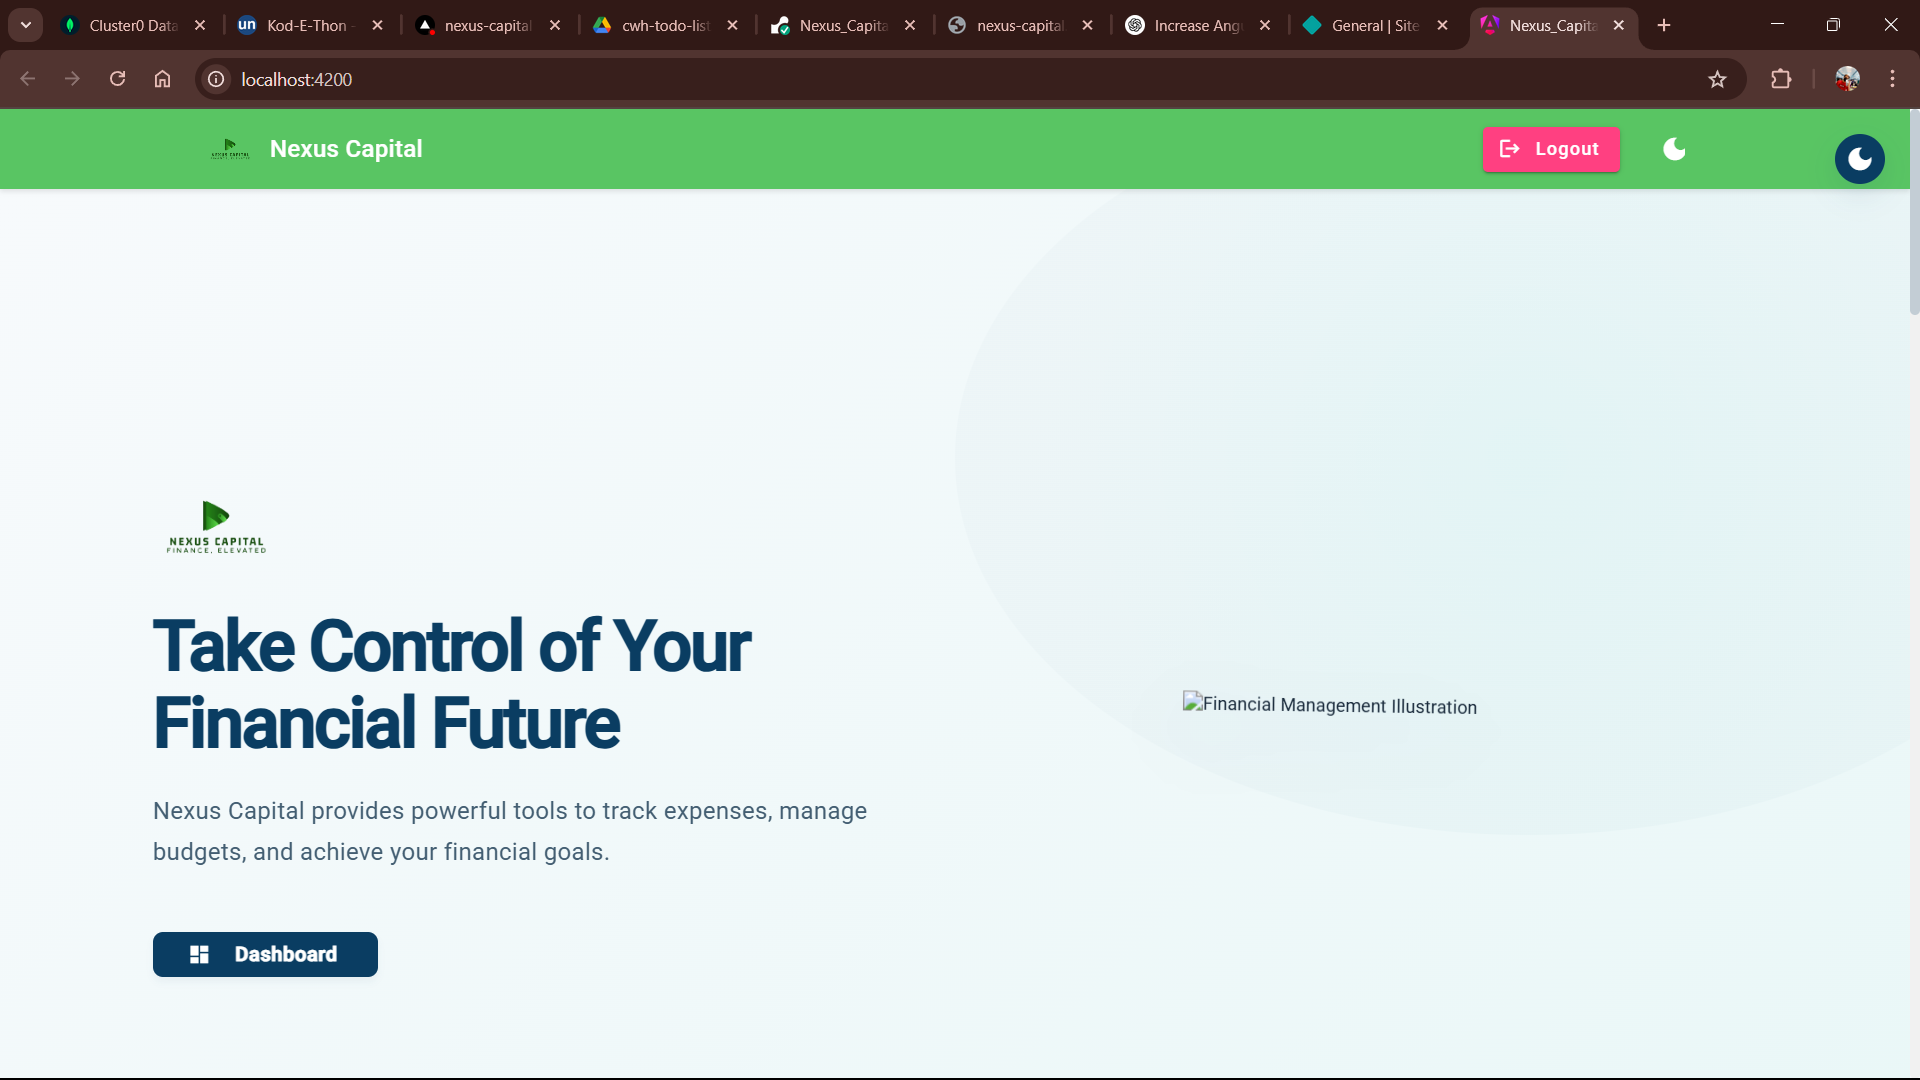 Cluster0 Data
un Kod-E-Thon -
nexus-capital
cwh-todo-list
Nexus_Capita
nexus-capital
Increase Ang
General | Site
Nexus_Capita
localhost:4200
Nexus Capital
Logout
NEXUS CAPITAL
FINANCE, ELEVATED
Take Control of Your
Financial Future
Financial Management Illustration
Nexus Capital provides powerful tools to track expenses, manage
budgets, and achieve your financial goals.
Dashboard